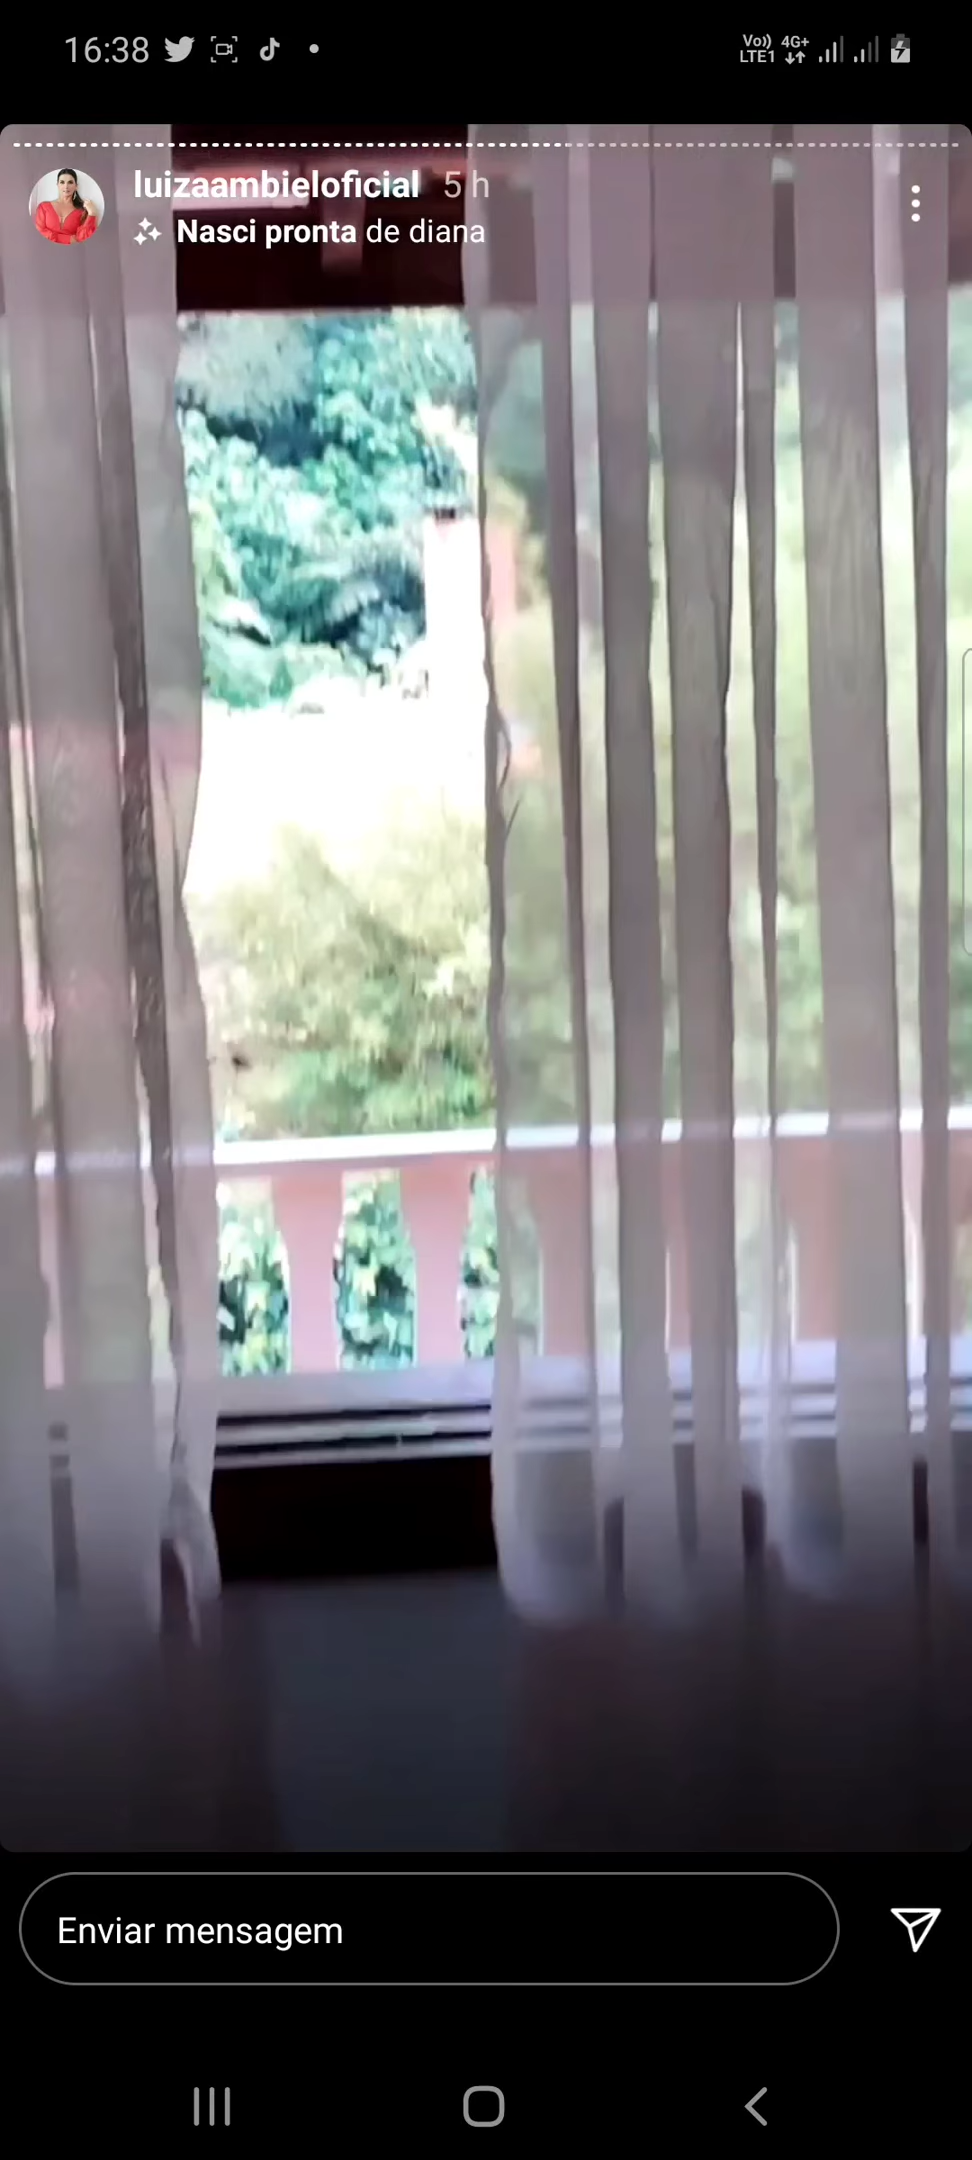 16:38
Vo)) 4G+
LTE1
luizaambieloficial 5 h
Nasci pronta de diana
Enviar mensagem